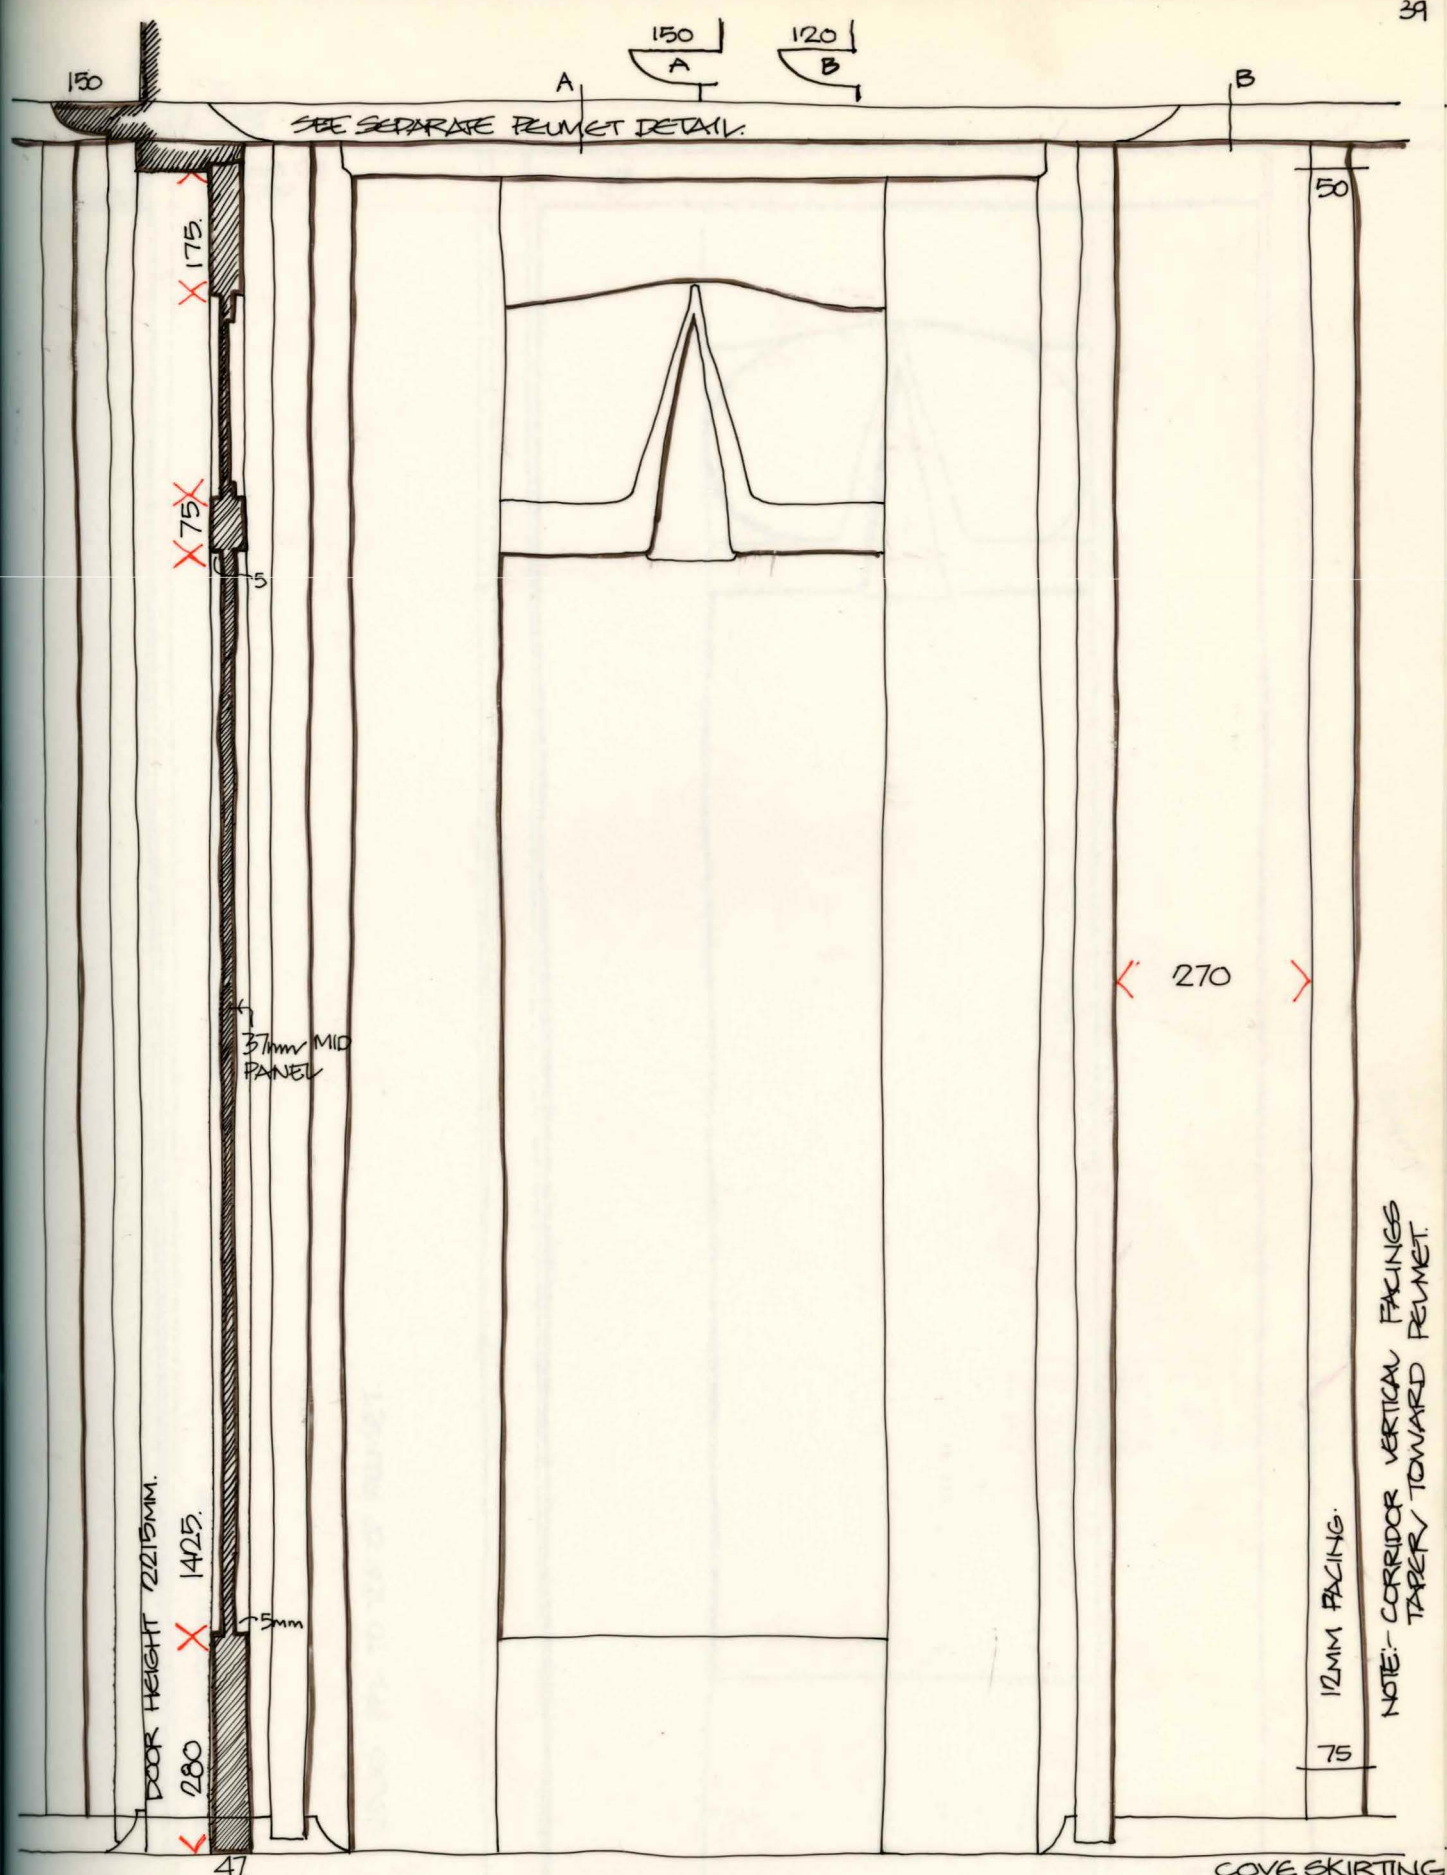 39
150
A
150
A
120
B
B
SEE SEPARATE PELMET DETAIL.
50
175.
75
5
270
37mm MID
PANEL
DOOR HEIGHT 2215MM.
1425.
5mm
280
47
12MM FACING.
75
NOTE:- CORRIDOR VERTICAL FACINGS
TAPER TOWARD PELMET.
COVE SKIRTING